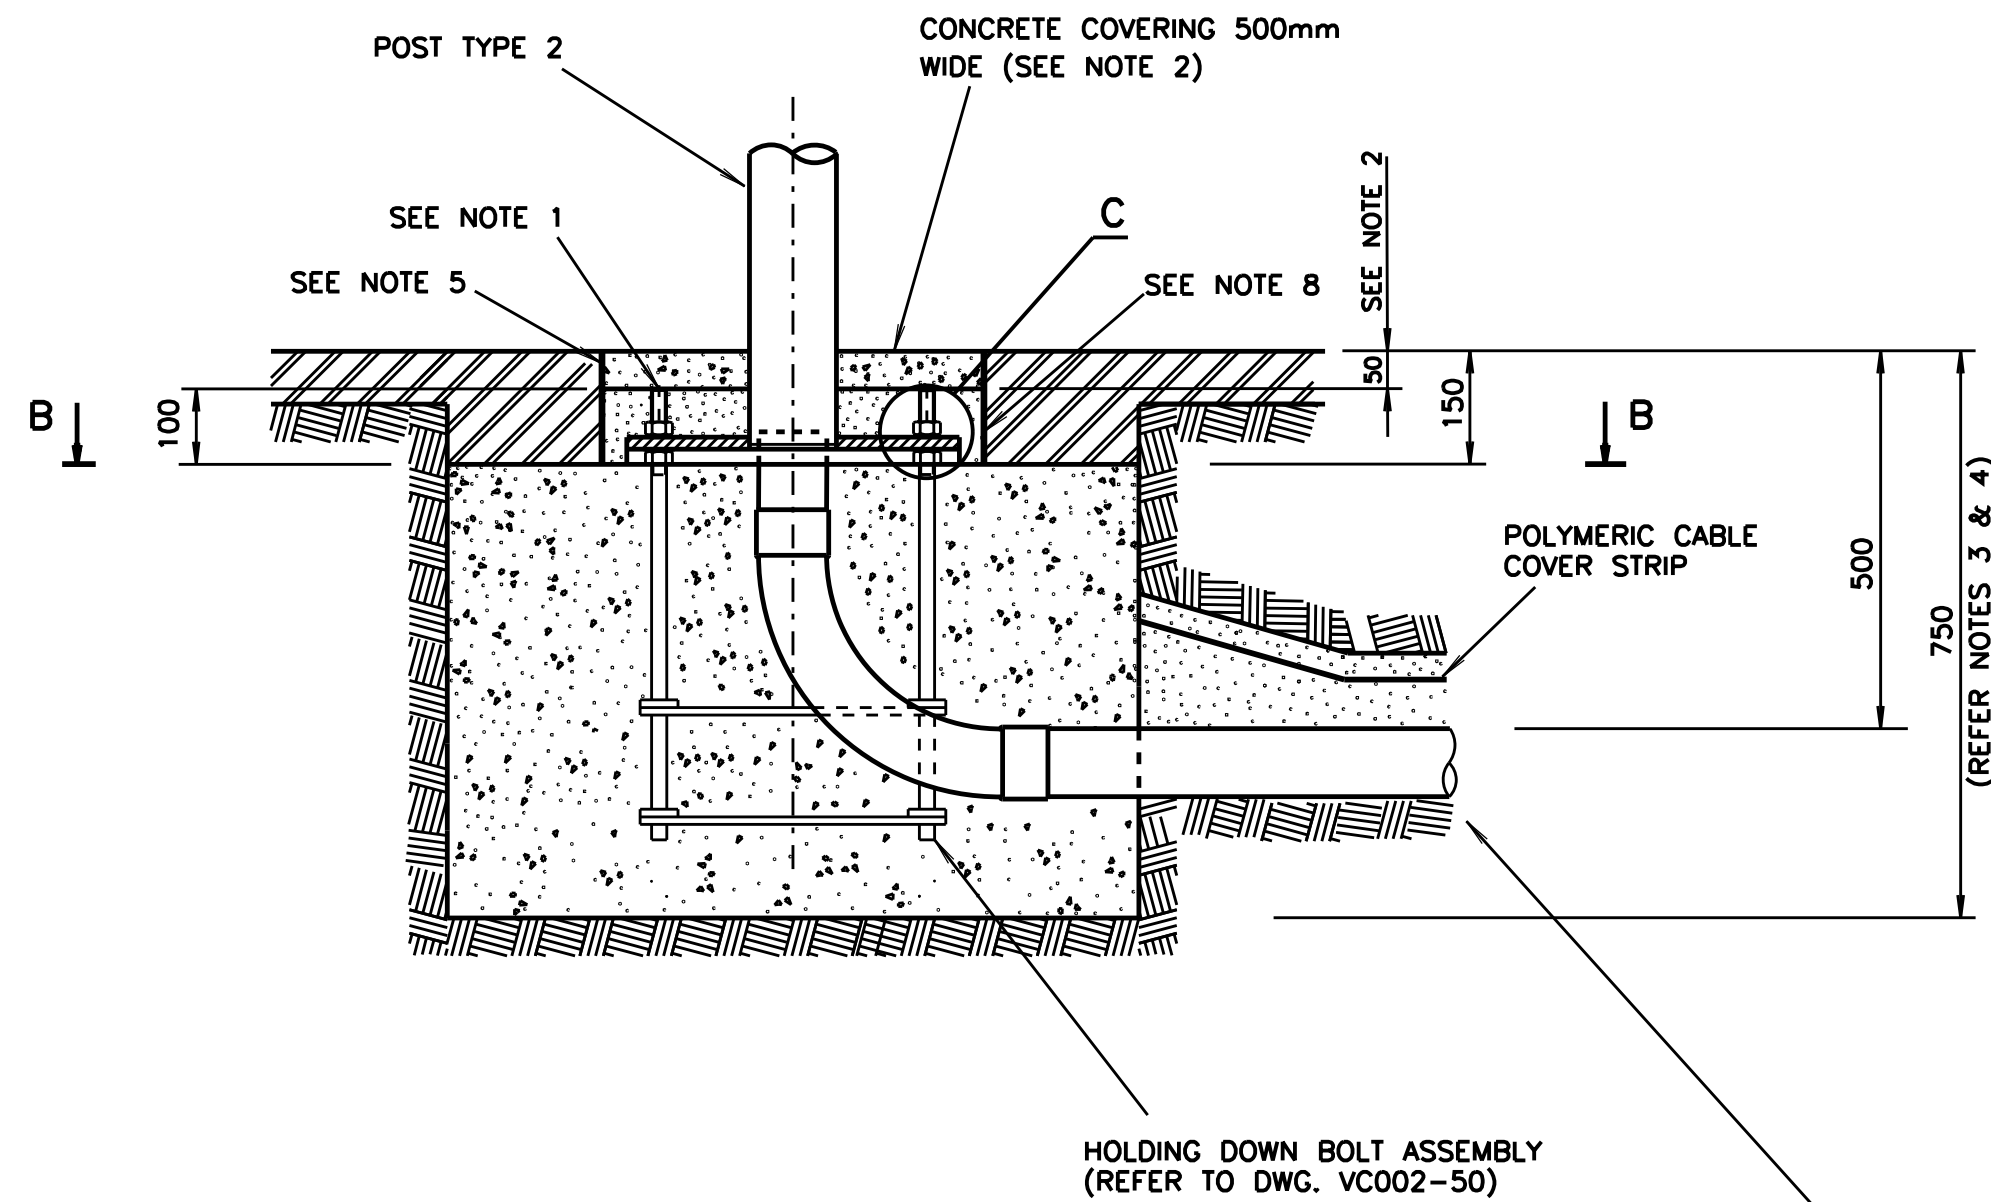 CONCRETE COVERING 500mm
WIDE (SEE NOTE 2)
POST TYPE 2
SEE NOTE 2
SEE NOTE 1
C
SEE NOTE 5
SEE NOTE 8
50
100
150
B
B
POLYMERIC CABLE
COVER STRIP
500
750
(REFER NOTES 3 & 4)
HOLDING DOWN BOLT ASSEMBLY
(REFER TO DWG. VC002-50)